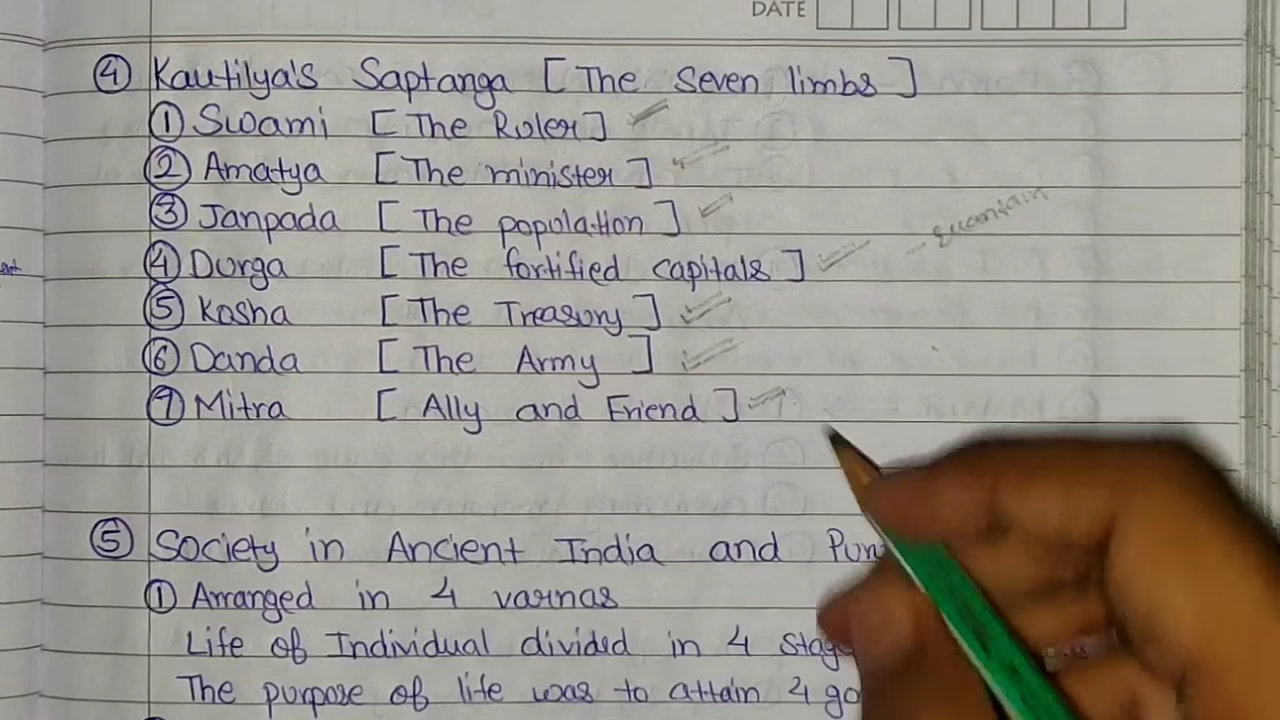 DATE
④ Kautilya's Saptanga [The Seven limbs]
① Swami [The Ruler]
② Amatya [The minister]
③ Janpada [The population]
④ Durga [The fortified capitals]
⑤ Kosha [The Treasury]
⑥ Danda [The Army]
⑦ Mitra [Ally and Friend]
⑤ Society in Ancient India and
① Arranged in 4 varnas
Life of Individual divided in 4
The purpose of life was to attain 4